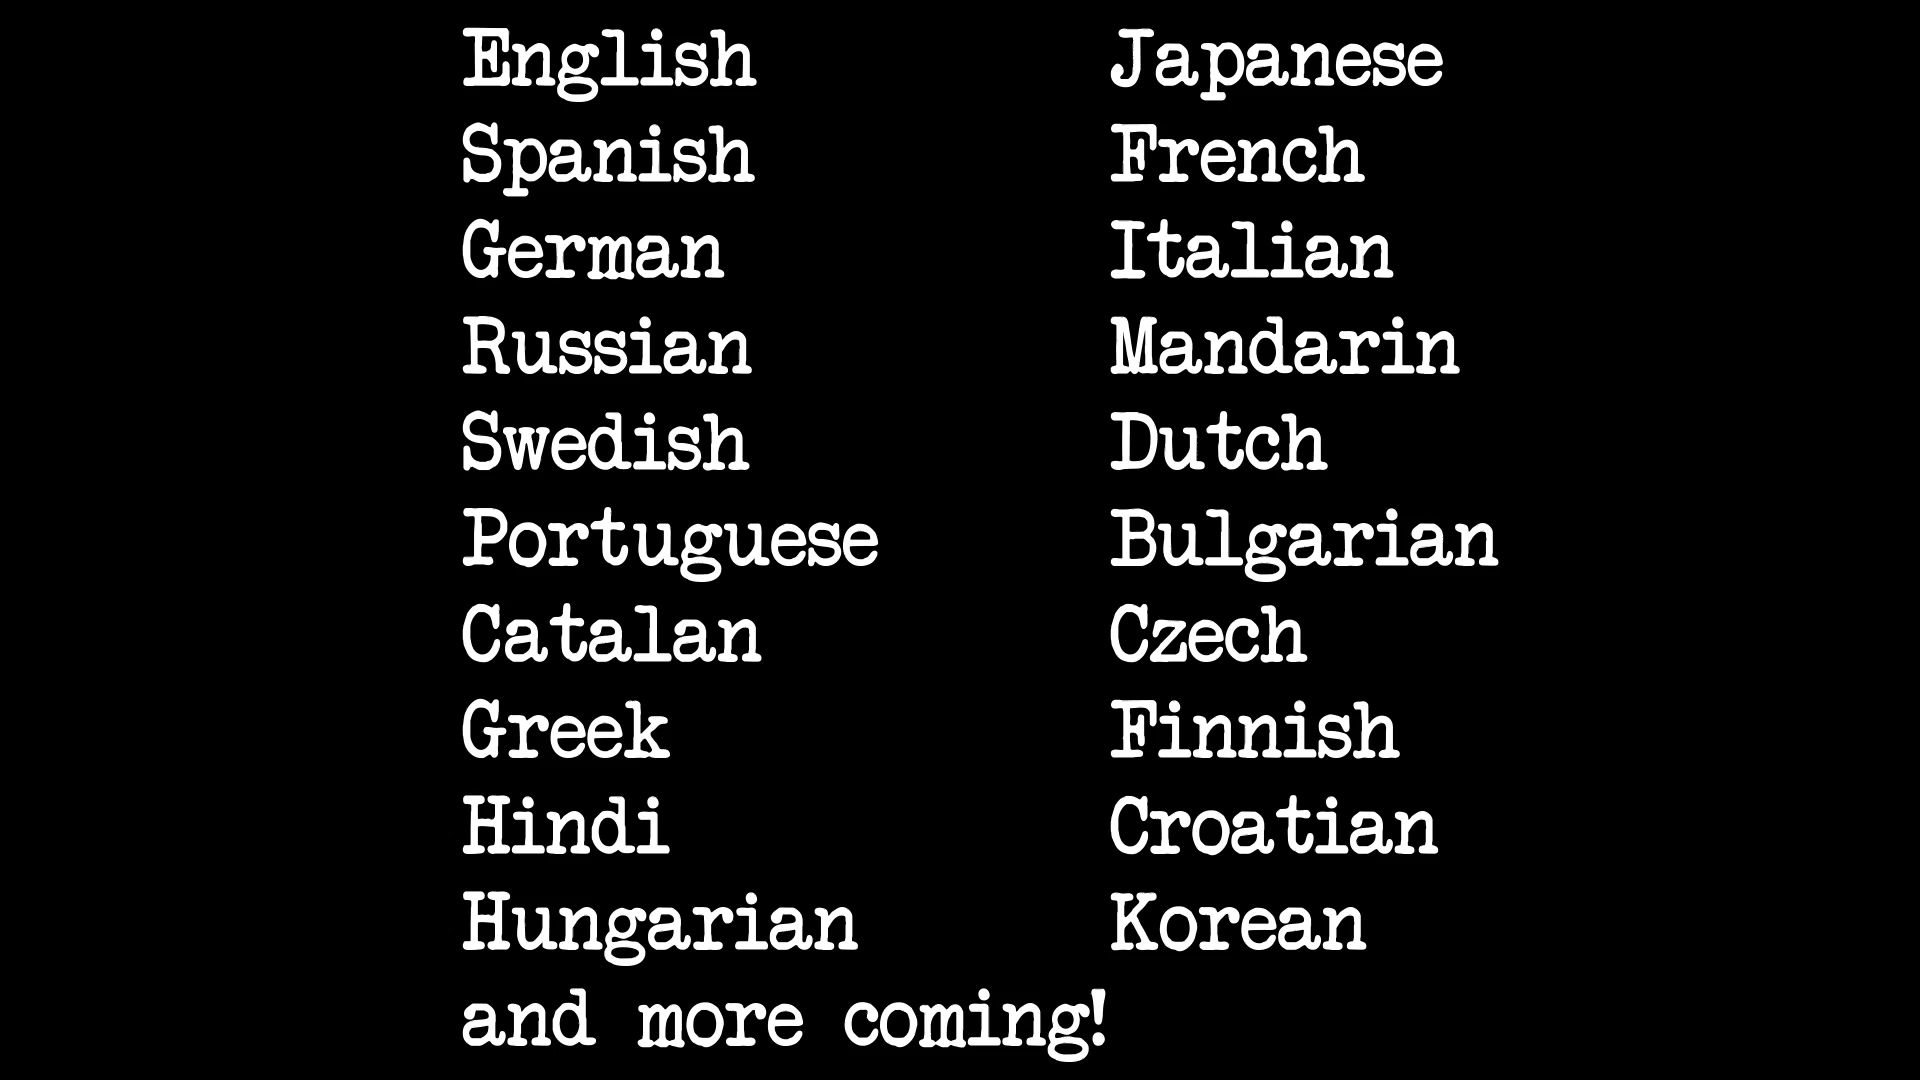 English Japanese
Spanish French
German Italian
Russian Mandarin
Swedish Dutch
Portuguese Bulgarian
Catalan Czech
Greek Finnish
Hindi Croatian
Hungarian Korean
and more coming!